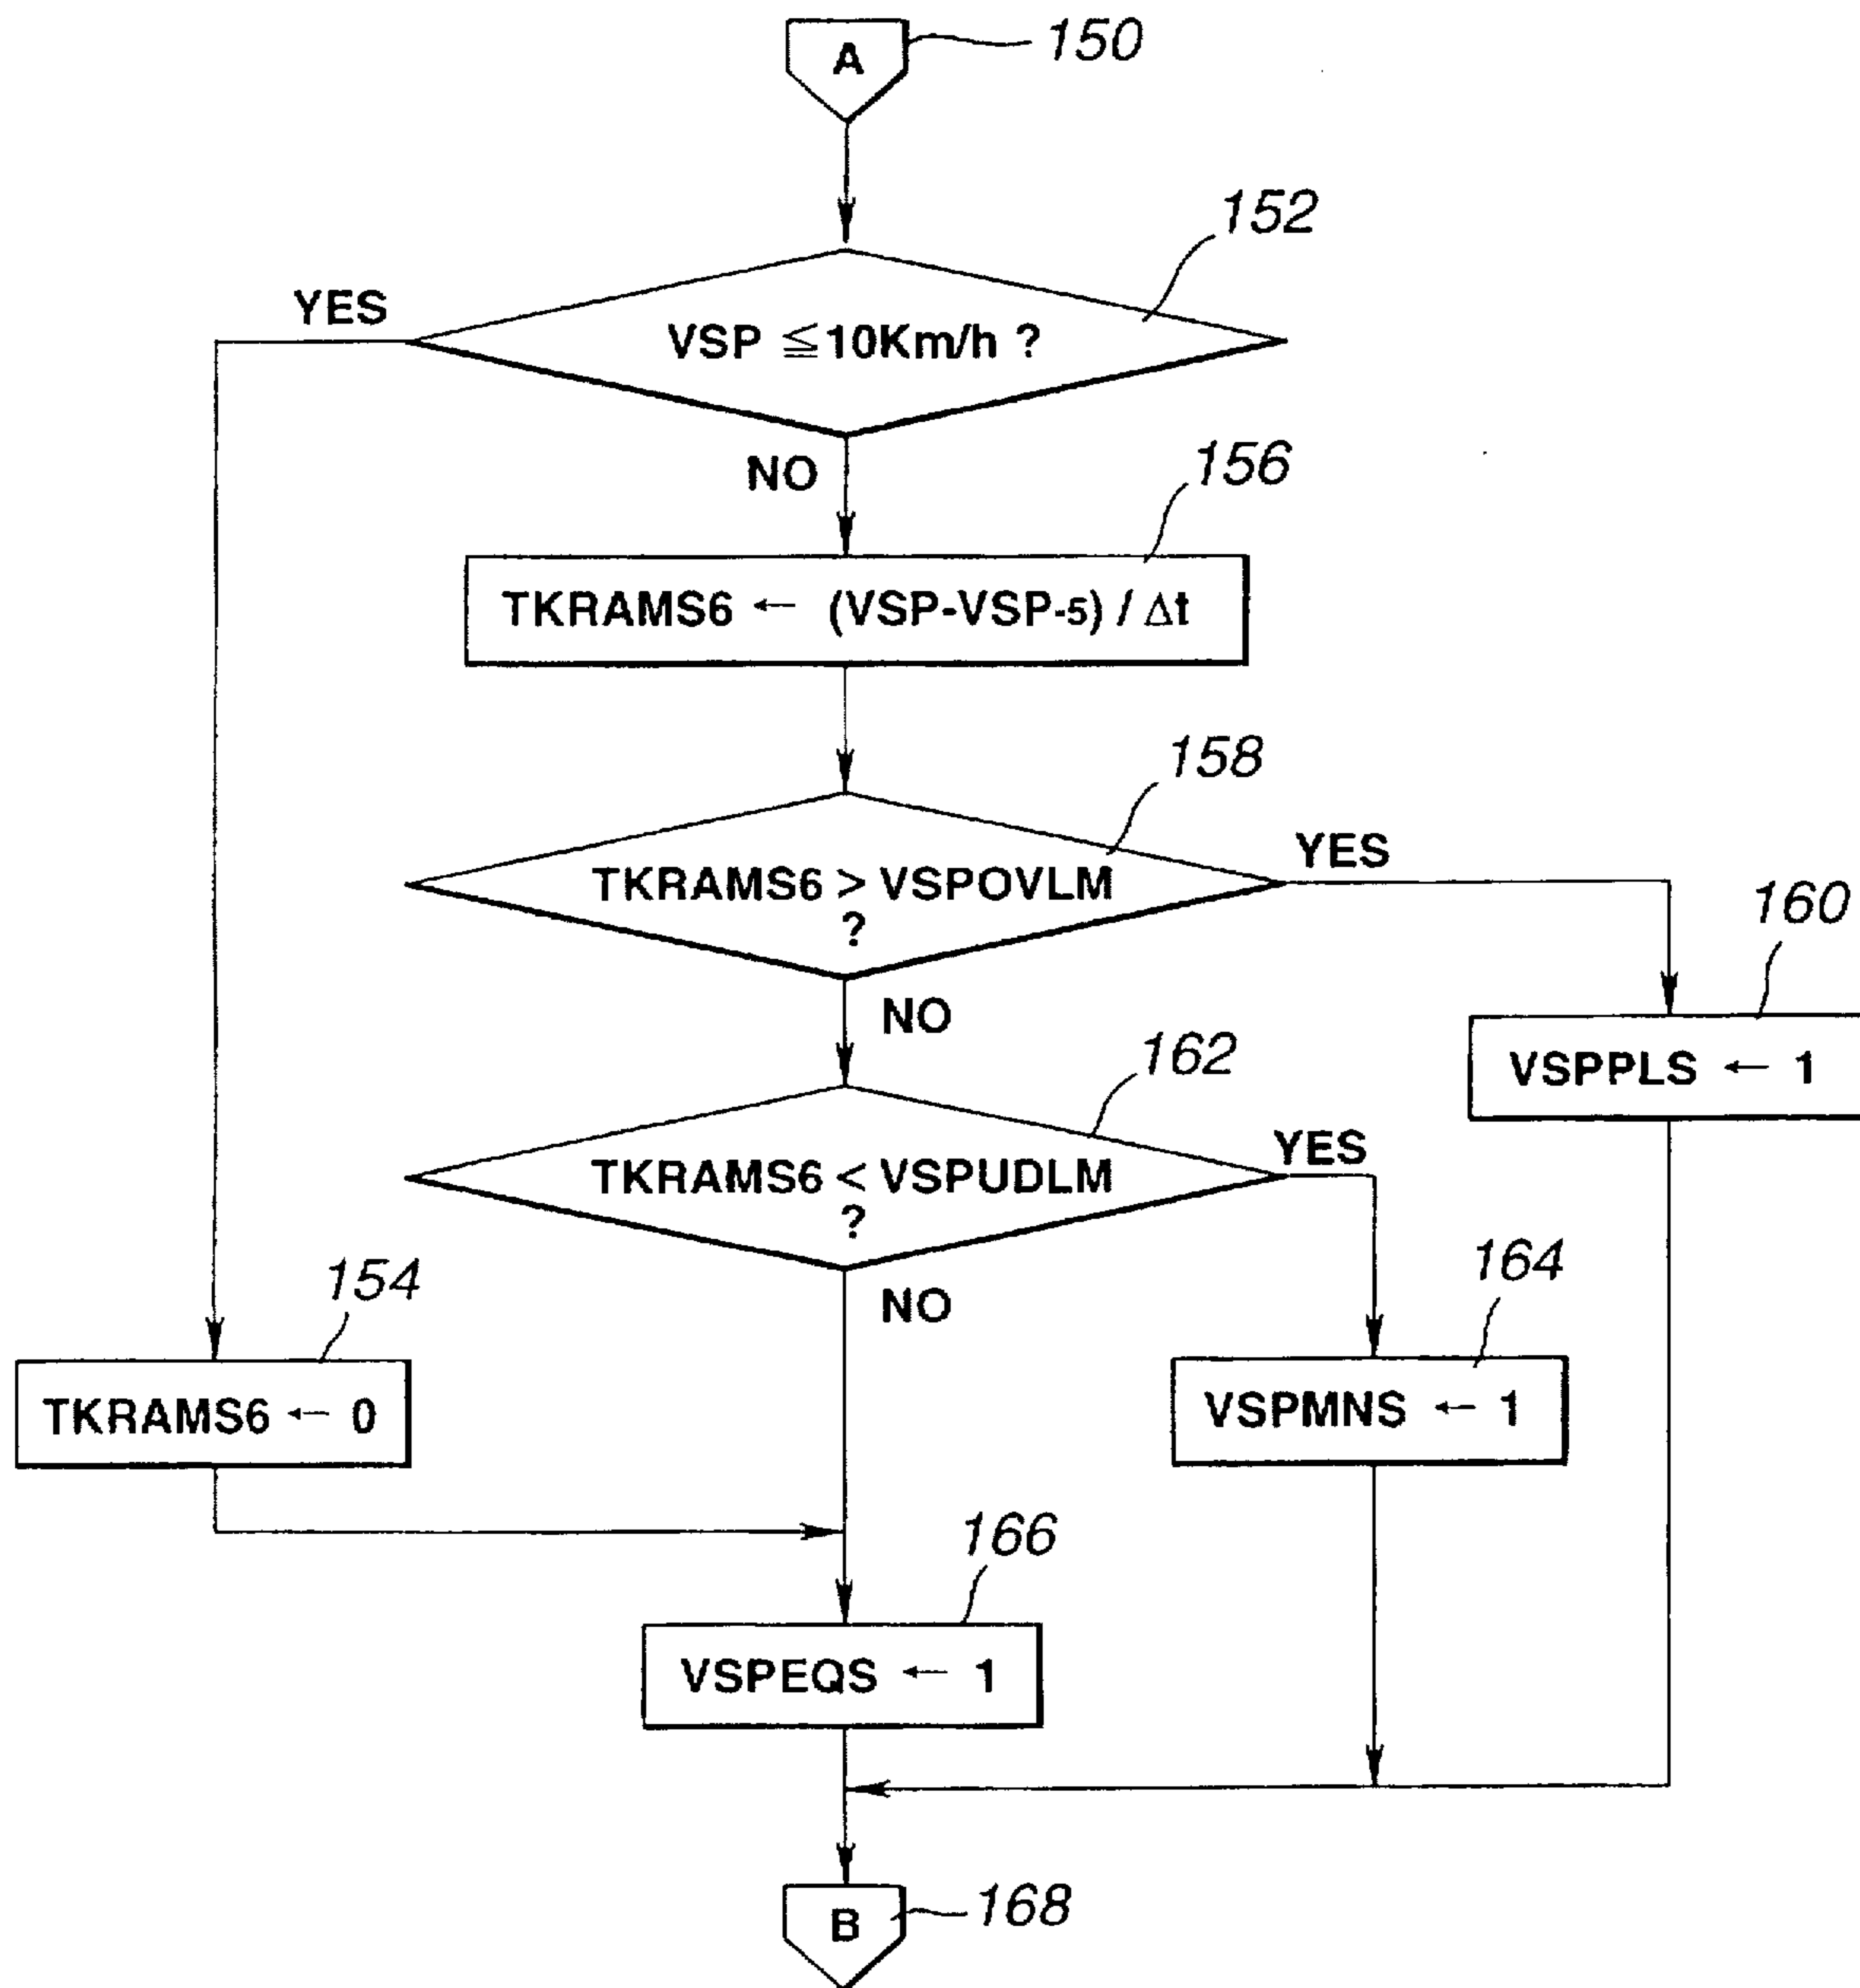 A
150
152
YES
VSP ≦10Km/h ?
NO
156
TKRAMS6 ← (VSP-VSP-5) / Δt
158
TKRAMS6 > VSPOVLM
?
YES
160
NO
VSPPLS ← 1
162
TKRAMS6 < VSPUDLM
?
YES
154
164
NO
TKRAMS6 ← 0
VSPMNS ← 1
166
VSPEQS ← 1
B
168